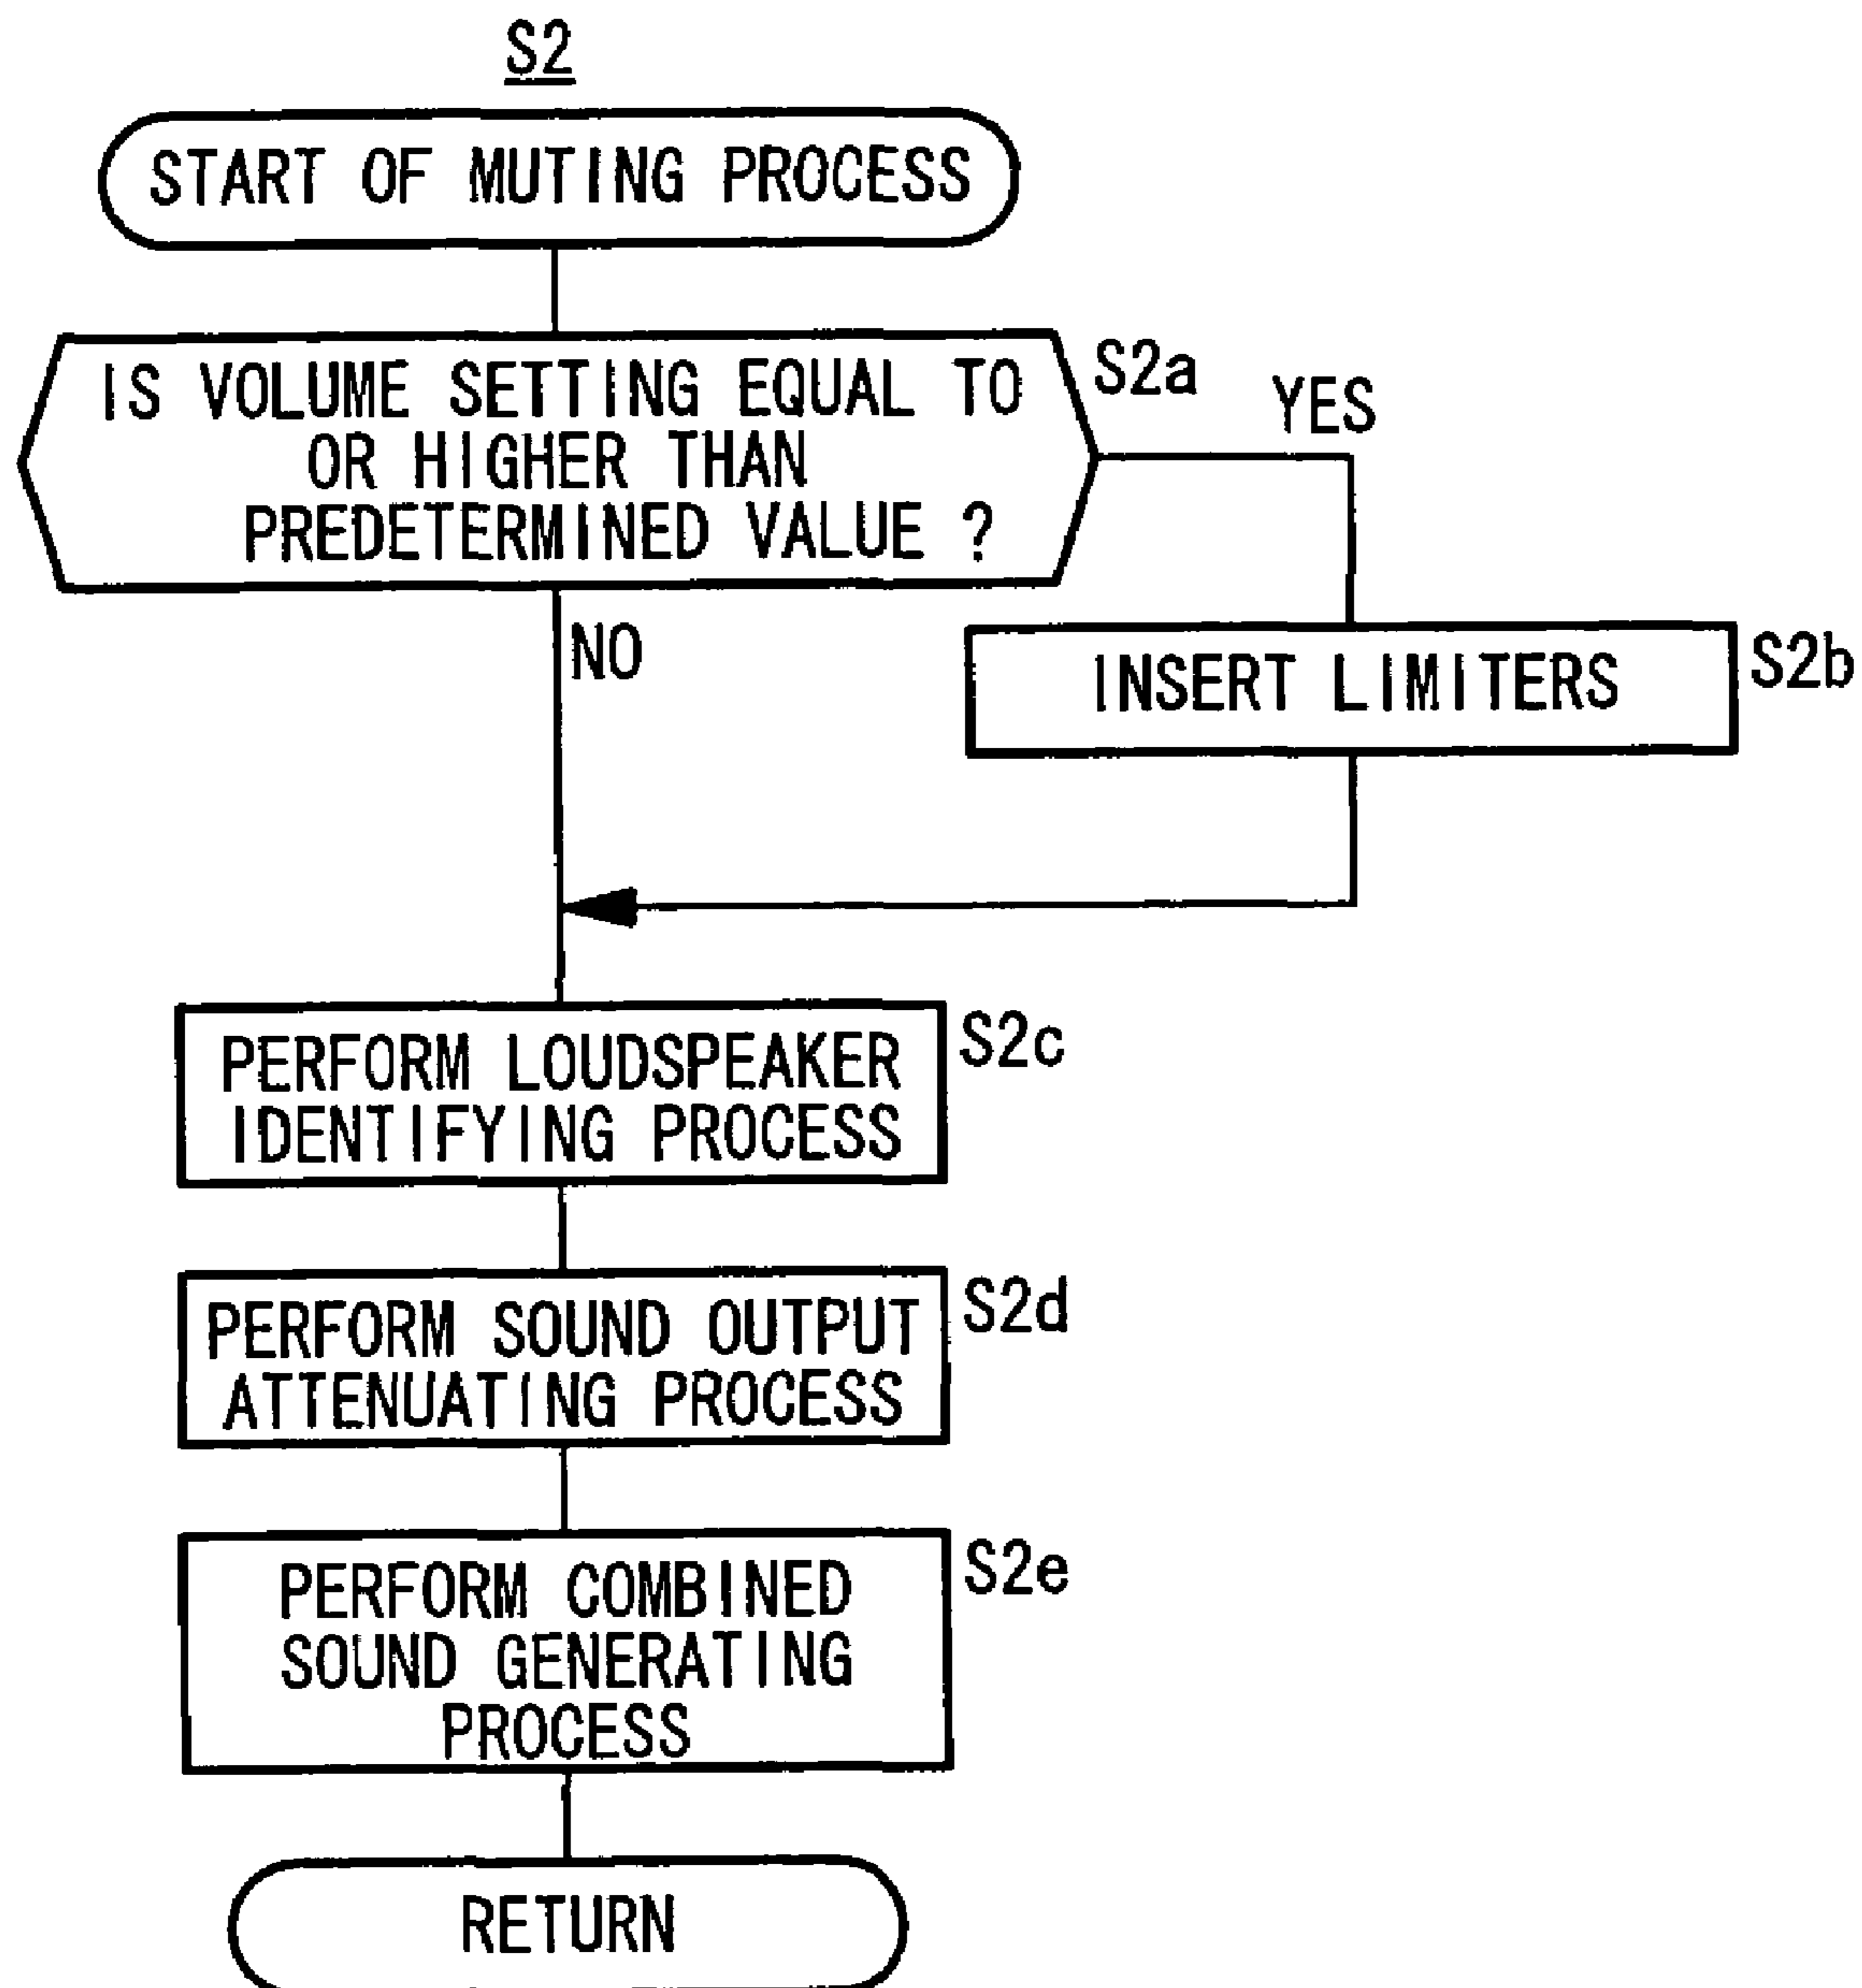 S2
START OF MUTING PROCESS
IS VOLUME SETTING EQUAL TO
OR HIGHER THAN
PREDETERMINED VALUE ?
S2a
YES
NO
INSERT LIMITERS
S2b
PERFORM LOUDSPEAKER
IDENTIFYING PROCESS
S2c
PERFORM SOUND OUTPUT
ATTENUATING PROCESS
S2d
PERFORM COMBINED
SOUND GENERATING
PROCESS
S2e
RETURN